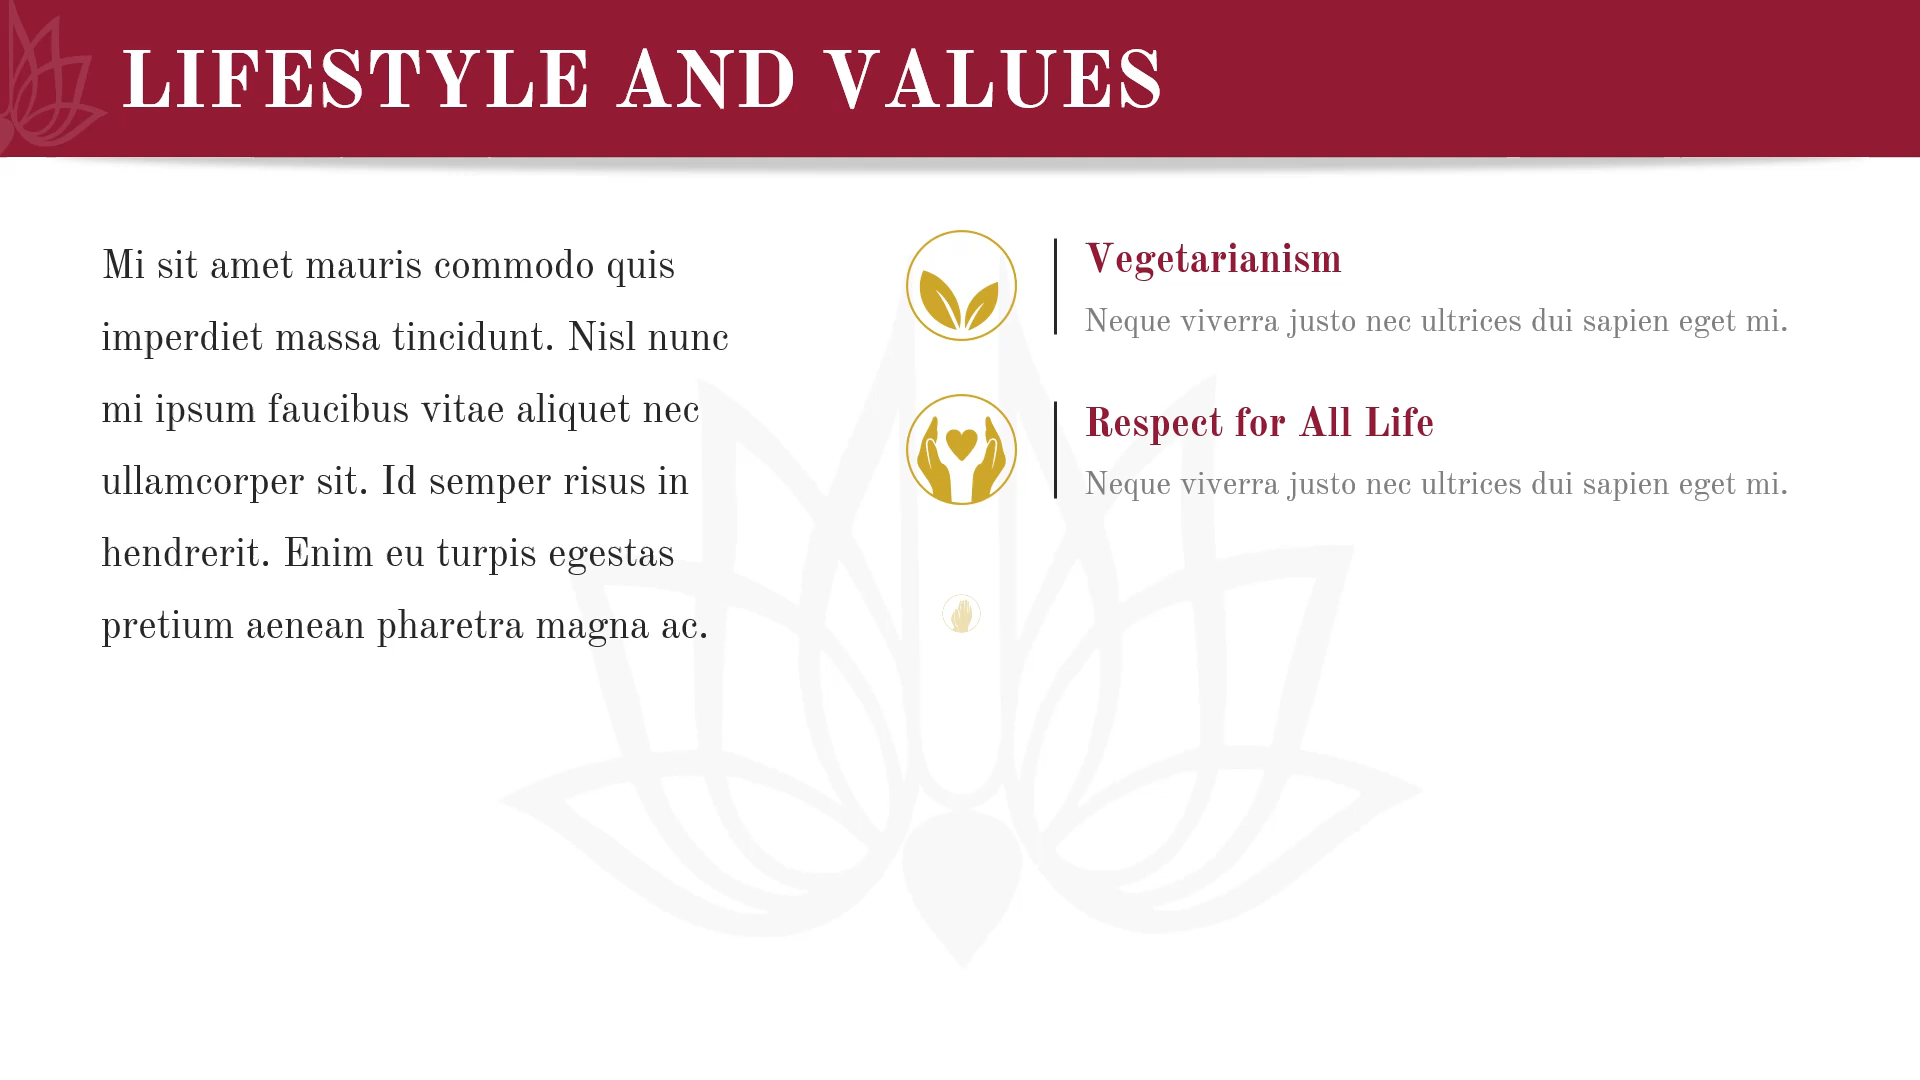 LIFESTYLE AND VALUES
Mi sit amet mauris commodo quis
imperdiet massa tincidunt. Nisl nunc
mi ipsum faucibus vitae aliquet nec
ullamcorper sit. Id semper risus in
hendrerit. Enim eu turpis egestas
pretium aenean pharetra magna ac.
Vegetarianism
Neque viverra justo nec ultrices dui sapien eget mi.
Respect for All Life
Neque viverra justo nec ultrices dui sapien eget mi.